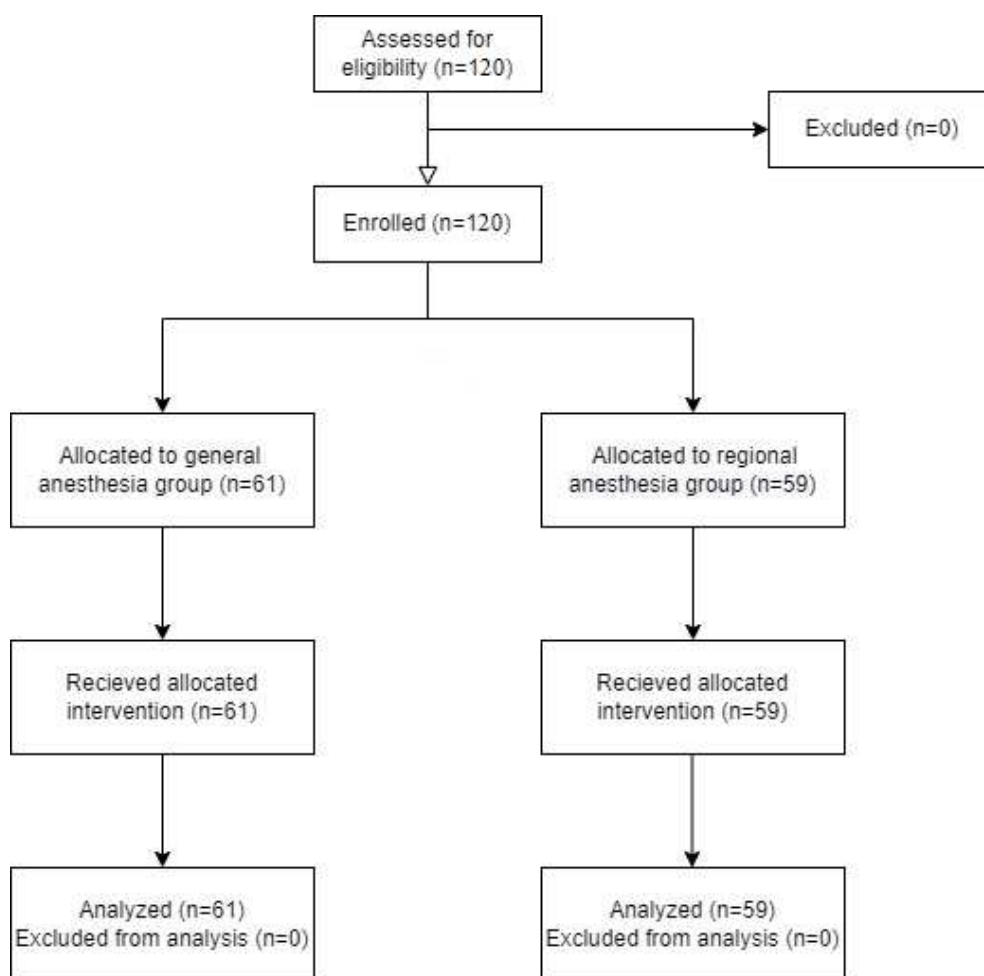 Assessed for
eligibility (n=120)
Excluded (n=0)
Enrolled (n=120)
Allocated to general
anesthesia group (n=61)
Allocated to regional
anesthesia group (n=59)
Recieved allocated
intervention (n=61)
Recieved allocated
intervention (n=59)
Analyzed (n=61)
Excluded from analysis (n=0)
Analyzed (n=59)
Excluded from analysis (n=0)